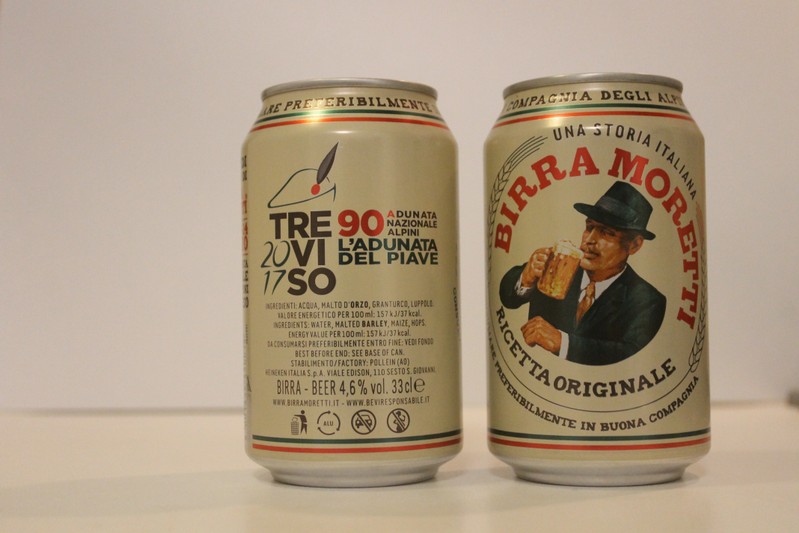 ARE PREFERIBILMENTE
TRE
20 VI
17 SO
90ª ADUNATA
NAZIONALE
ALPINI
L'ADUNATA
DEL PIAVE
INGREDIENTI: ACQUA, MALTO D'ORZO, GRANTURCO, LUPPOLO.
VALORE ENERGETICO PER 100 ml: 157 kJ/37 kcal.
INGREDIENTS: WATER, MALTED BARLEY, MAIZE, HOPS.
ENERGY VALUE PER 100 ml: 157 kJ/37 kcal.
DA CONSUMARSI PREFERIBILMENTE ENTRO FINE: VEDI FONDO.
BEST BEFORE END: SEE BASE OF CAN.
STABILIMENTO/FACTORY: POLLEIN (AO)
HEINEKEN ITALIA S.p.A. VIALE EDISON, 110 SESTO S. GIOVANNI
BIRRA - BEER 4,6% vol. 33cl e
WWW.BIRRAMORETTI.IT - WWW.BEVIRESPONSABILE.IT
ALU
COMPAGNIA DEGLI ALPI
UNA STORIA ITALIANA
BIRRA MORETTI
RICETTA ORIGINALE
PREFERIBILMENTE IN BUONA COMPAGNIA